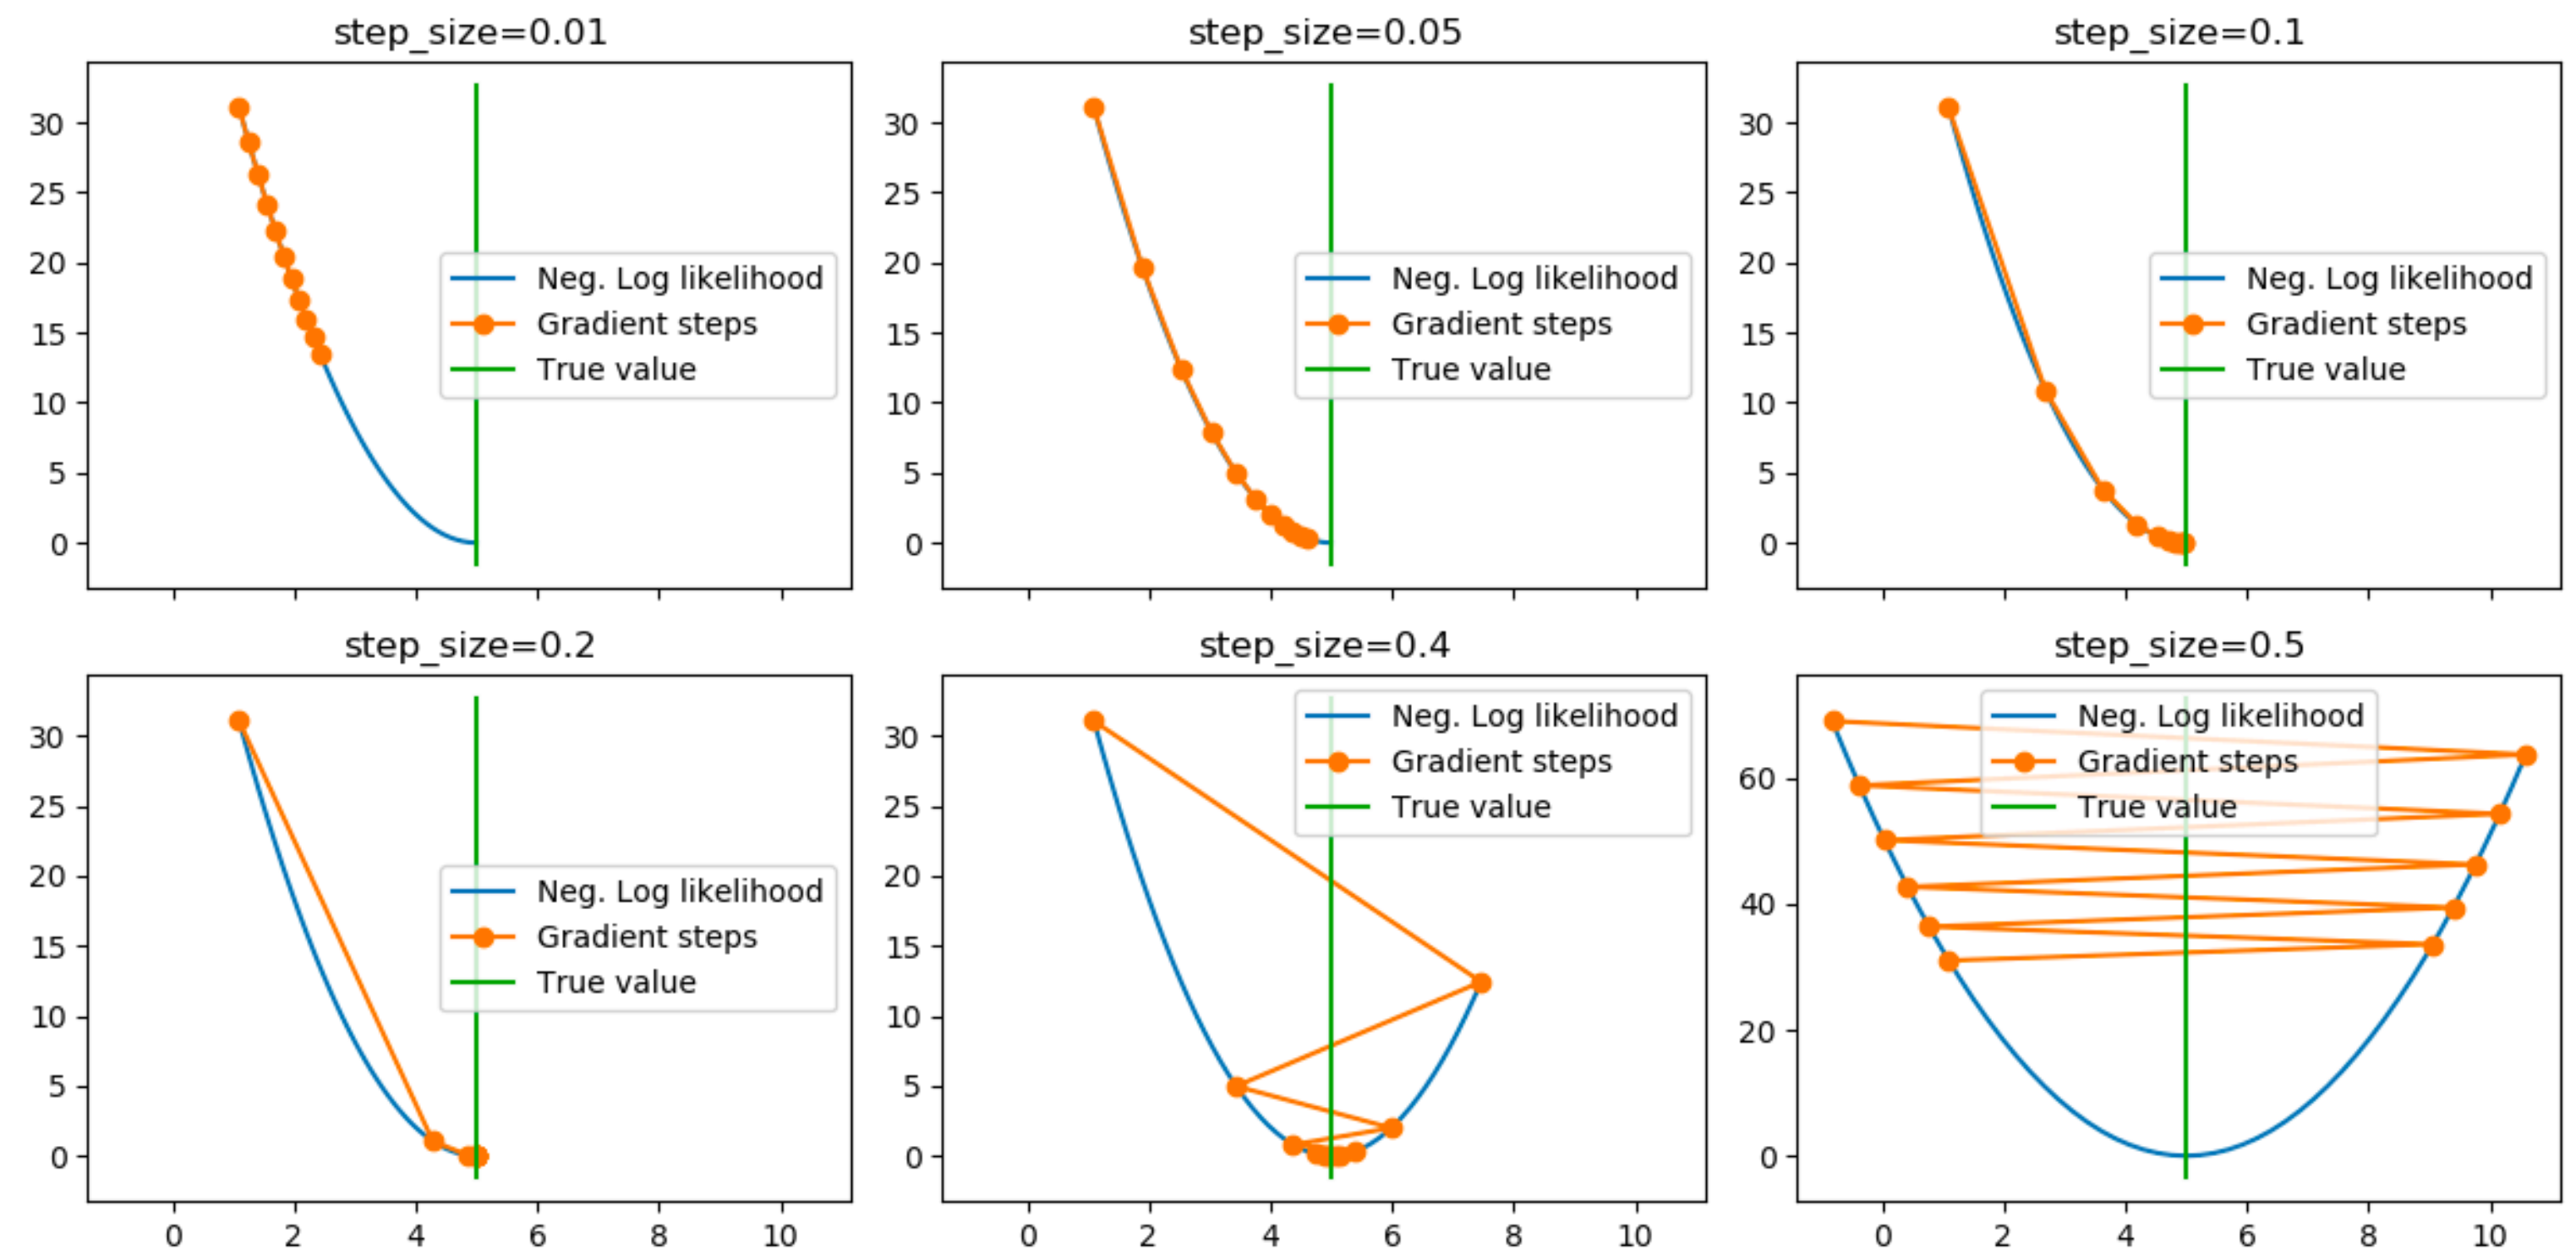 step_size=0.01
30
25
20
15
10
5
0
Neg. Log likelihood
Gradient steps
True value
step_size=0.05
30
25
20
15
10
5
0
Neg. Log likelihood
Gradient steps
True value
step_size=0.1
30
25
20
15
10
5
0
Neg. Log likelihood
Gradient steps
True value
step_size=0.2
30
25
20
15
10
5
0
Neg. Log likelihood
Gradient steps
True value
0 2 4 6 8 10
step_size=0.4
30
25
20
15
10
5
0
Neg. Log likelihood
Gradient steps
True value
0 2 4 6 8 10
step_size=0.5
60
40
20
0
Neg. Log likelihood
Gradient steps
True value
0 2 4 6 8 10